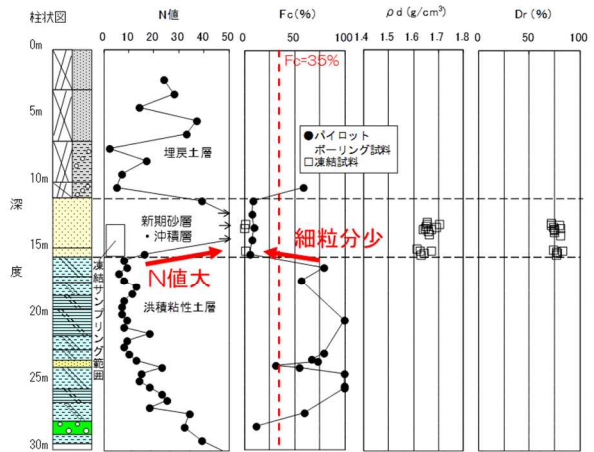 柱状図
N値
Fc(%)
ρd (g/cm³)
Dr (%)
0 10 20 30 40 50
0 50 100
1.4 1.6 1.7 1.8
0 50 100
Fc=35%
0m
5m
10m
15m
20m
25m
30m
深
度
埋戻土層
●パイロット
ボーリング試料
□凍結試料
新期砂層
・沖積層
細粒分少
N値大
洪積粘性土層
凍結サンプリング範囲